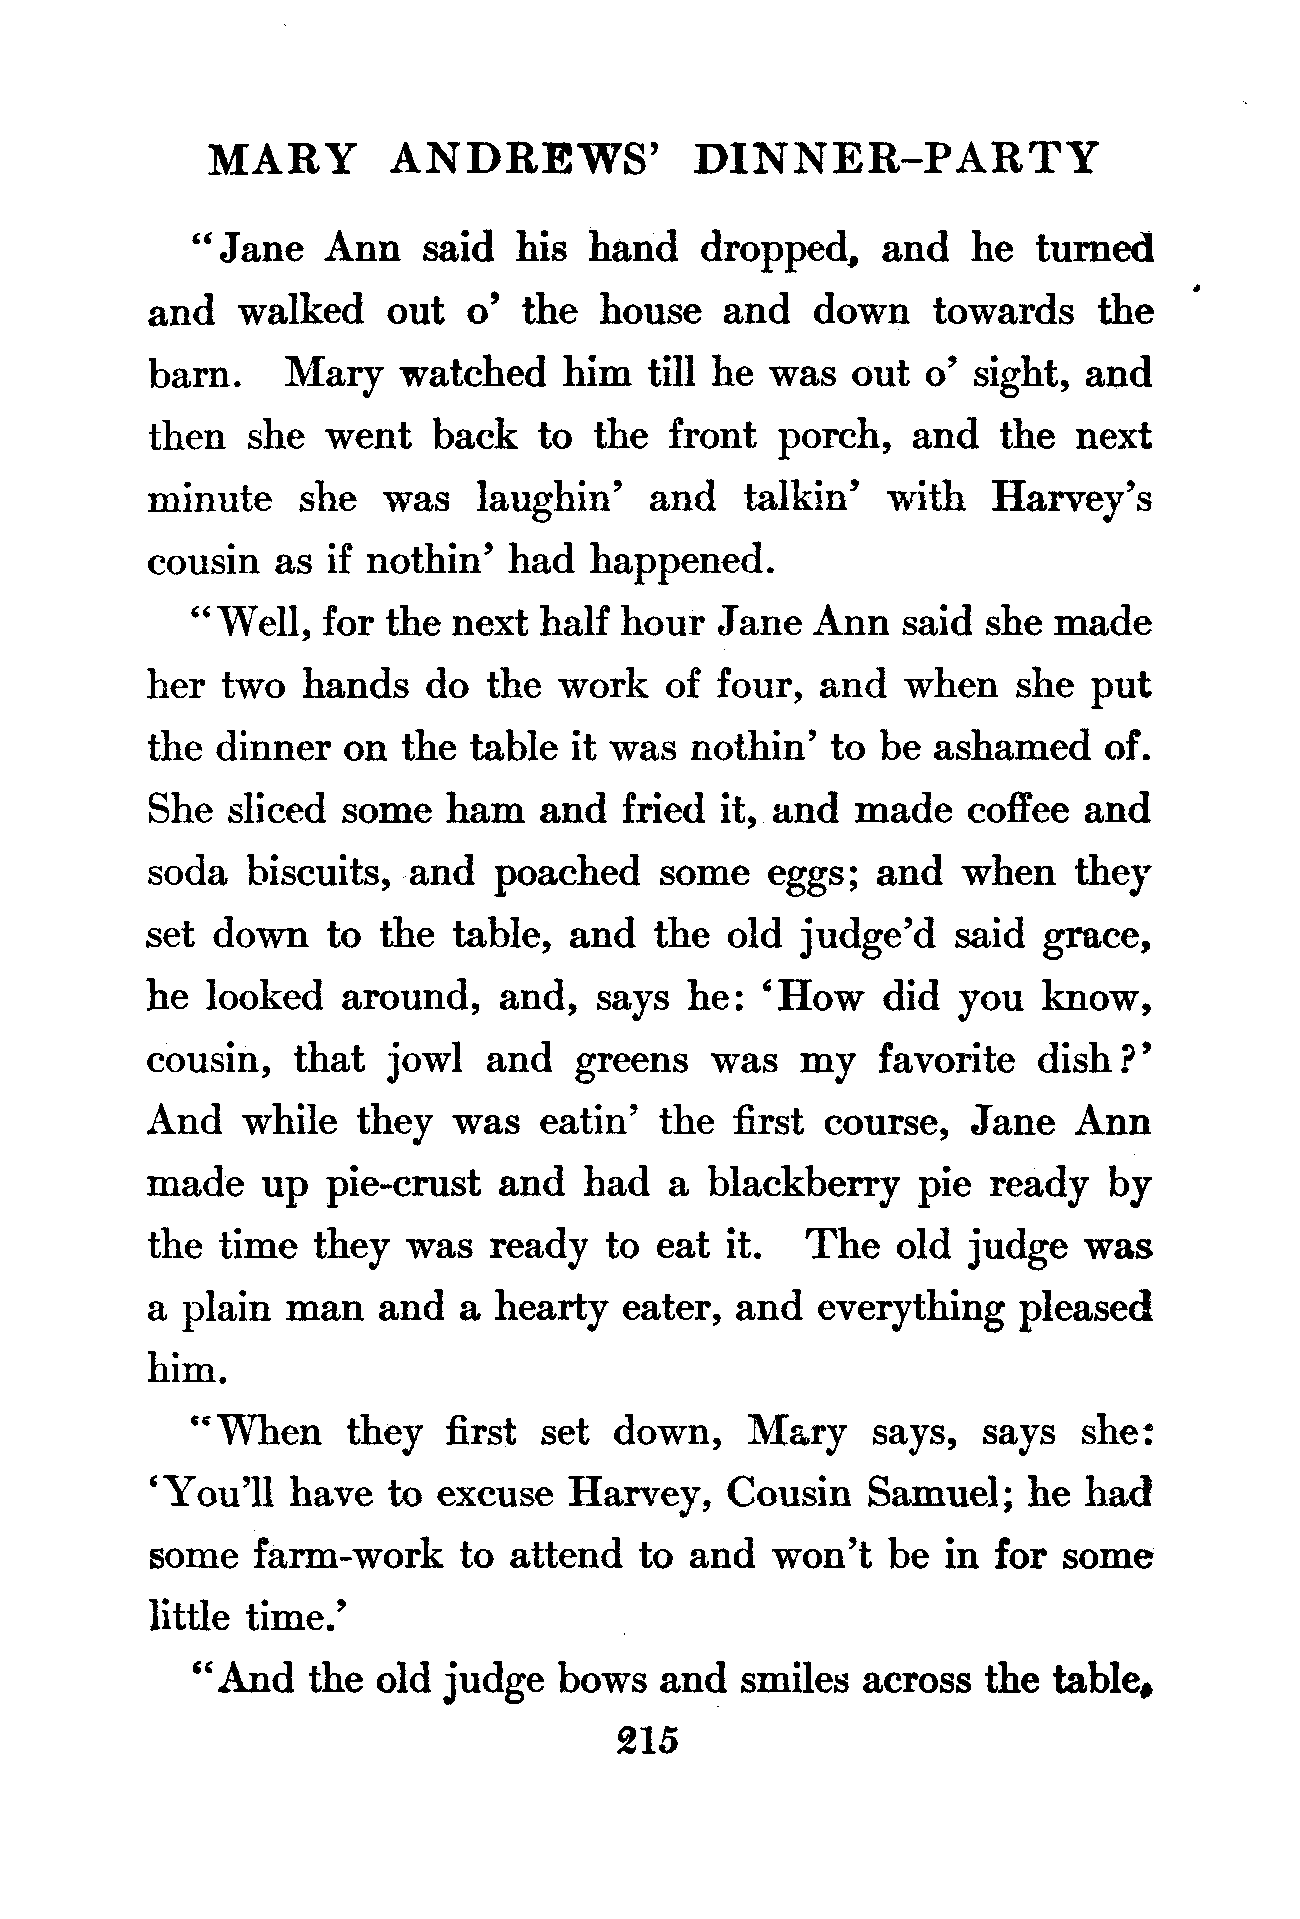 MARY ANDREWS’ DINNER–PARTY
“Jane Ann said his hand dropped, and he turned
and walked out o’ the house and down towards the
barn. Mary watched him till he was out o’ sight, and
then she went back to the front porch, and the next
minute she was laughin’ and talkin’ with Harvey’s
cousin as if nothin’ had happened.
“Well, for the next half hour Jane Ann said she made
her two hands do the work of four, and when she put
the dinner on the table it was nothin’ to be ashamed of.
She sliced some ham and fried it, and made coffee and
soda biscuits, and poached some eggs; and when they
set down to the table, and the old judge’d said grace,
he looked around, and, says he: ‘How did you know,
cousin, that jowl and greens was my favorite dish?’
And while they was eatin’ the first course, Jane Ann
made up pie-crust and had a blackberry pie ready by
the time they was ready to eat it. The old judge was
a plain man and a hearty eater, and everything pleased
him.
“When they first set down, Mary says, says she:
‘You’ll have to excuse Harvey, Cousin Samuel; he had
some farm-work to attend to and won’t be in for some
little time.’
“And the old judge bows and smiles across the table,
215